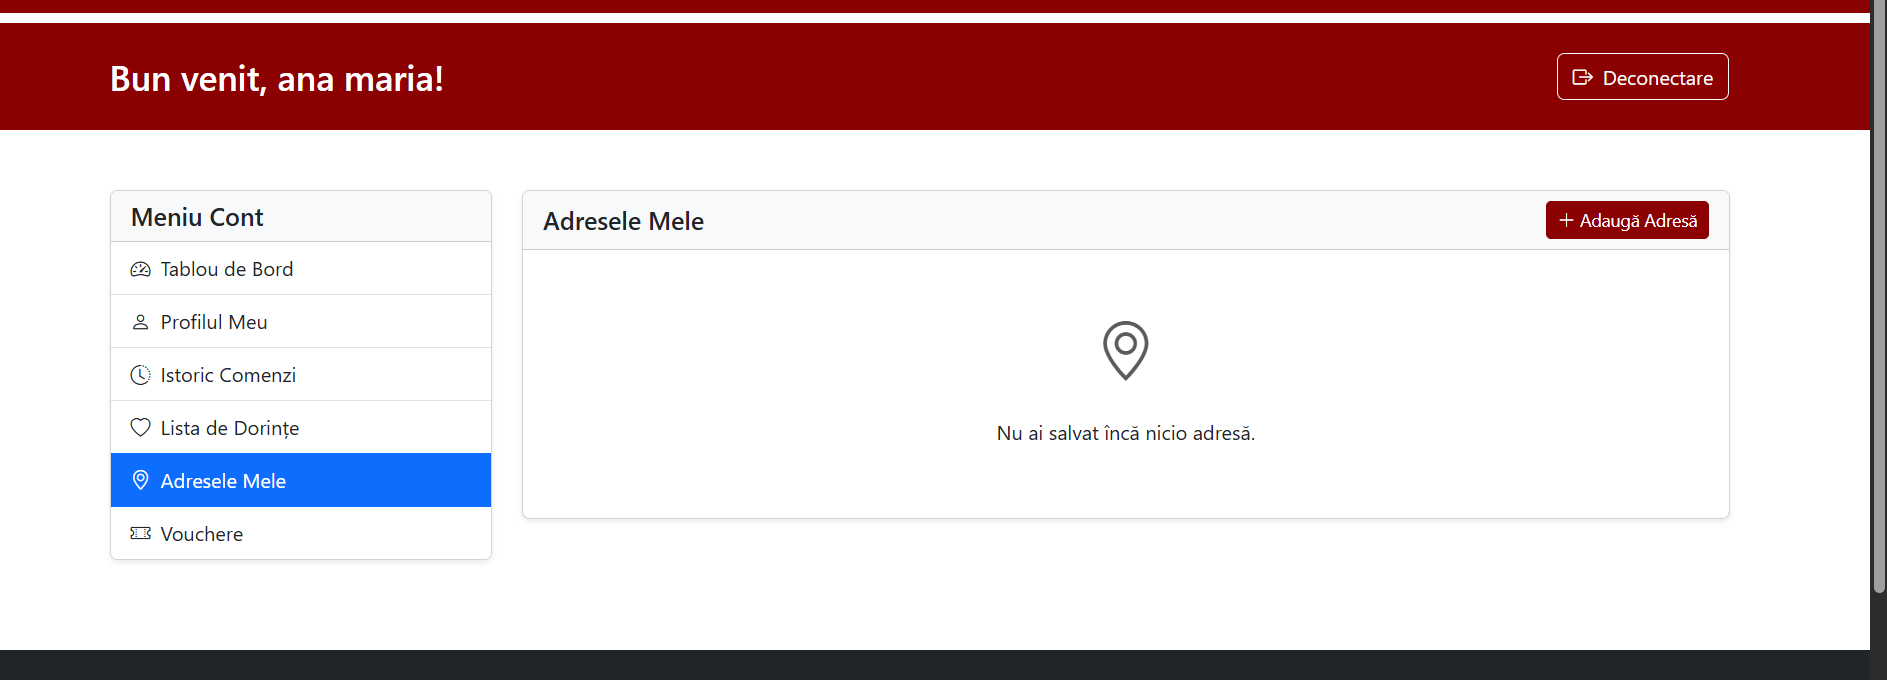 Bun venit, ana maria!
Deconectare
Meniu Cont
Tablou de Bord
Profilul Meu
Istoric Comenzi
Lista de Dorințe
Adresele Mele
Vouchere
Adresele Mele
+ Adaugă Adresă
Nu ai salvat încă nicio adresă.